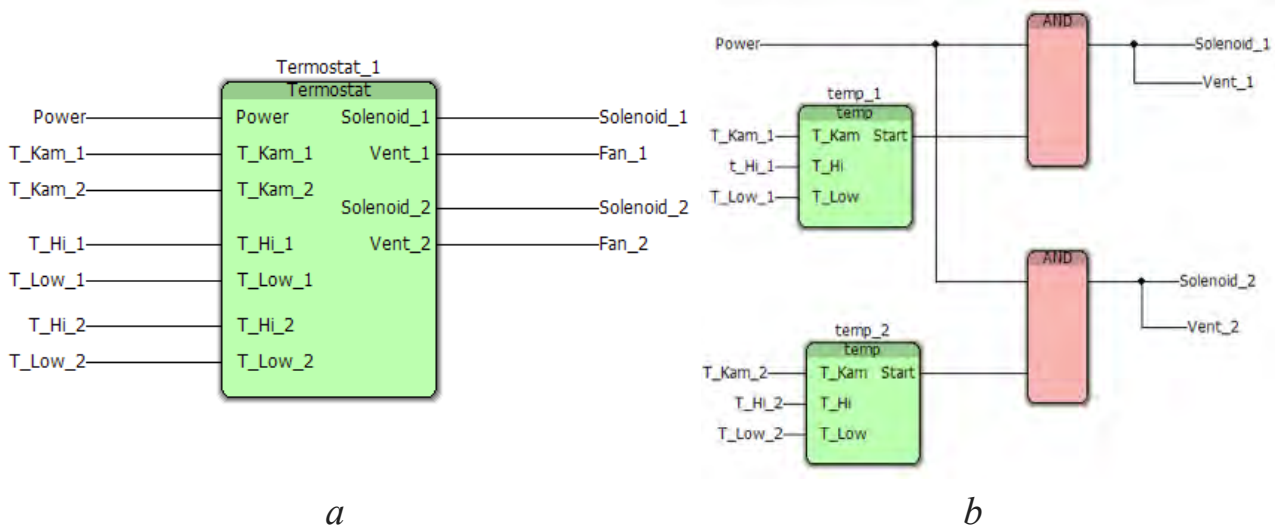 Termostat_1
Termostat
Power Power Solenoid_1 Solenoid_1
T_Kam_1 T_Kam_1 Vent_1 Fan_1
T_Kam_2 T_Kam_2
Solenoid_2 Solenoid_2
T_Hi_1 T_Hi_1 Vent_2 Fan_2
T_Low_1 T_Low_1
T_Hi_2 T_Hi_2
T_Low_2 T_Low_2
a
AND
Power Solenoid_1
Vent_1
temp_1
temp
T_Kam_1 T_Kam Start
t_Hi_1 T_Hi
T_Low_1 T_Low
AND
Solenoid_2
Vent_2
temp_2
temp
T_Kam_2 T_Kam Start
T_Hi_2 T_Hi
T_Low_2 T_Low
b